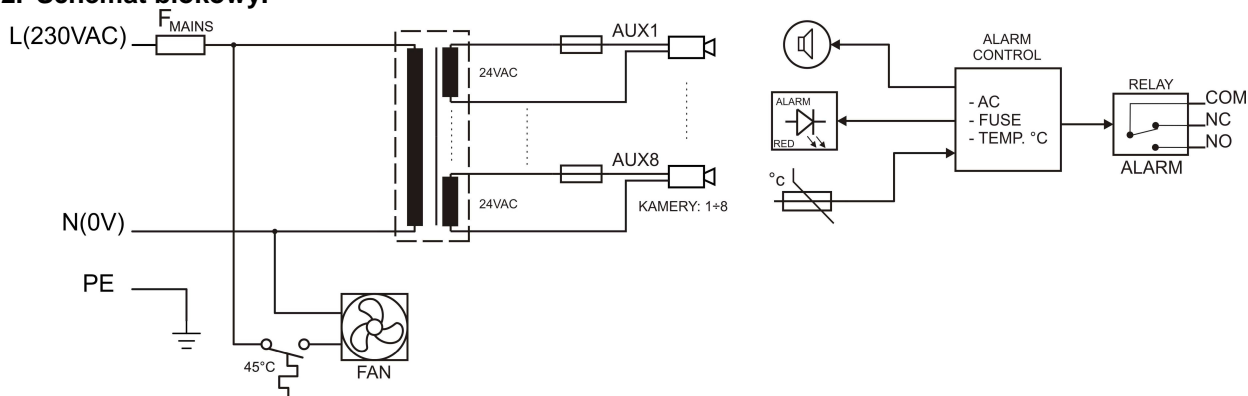 2. Schemat blokowy.
L(230VAC)
F MAINS
24VAC
AUX1
24VAC
AUX8
KAMERY: 1÷8
N(0V)
PE
45°C
FAN
ALARM
CONTROL
- AC
- FUSE
- TEMP. °C
ALARM
RED
°c
RELAY
COM
NC
NO
ALARM